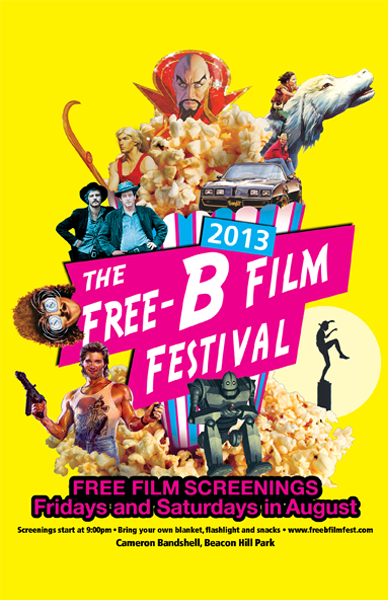 2013
THE
FREE-B FILM
FESTIVAL
FREE FILM SCREENINGS
Fridays and Saturdays in August
Screenings start at 9:00pm • Bring your own blanket, flashlight and snacks • www.freebfilmfest.com
Cameron Bandshell, Beacon Hill Park